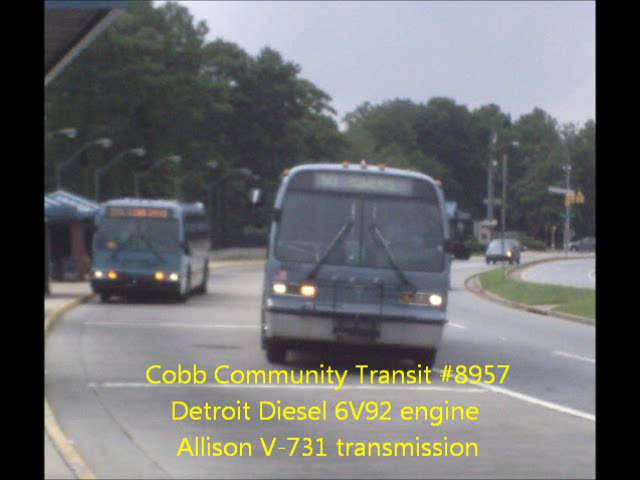 Cobb Community Transit #8957
Detroit Diesel 6V92 engine
Allison V-731 transmission